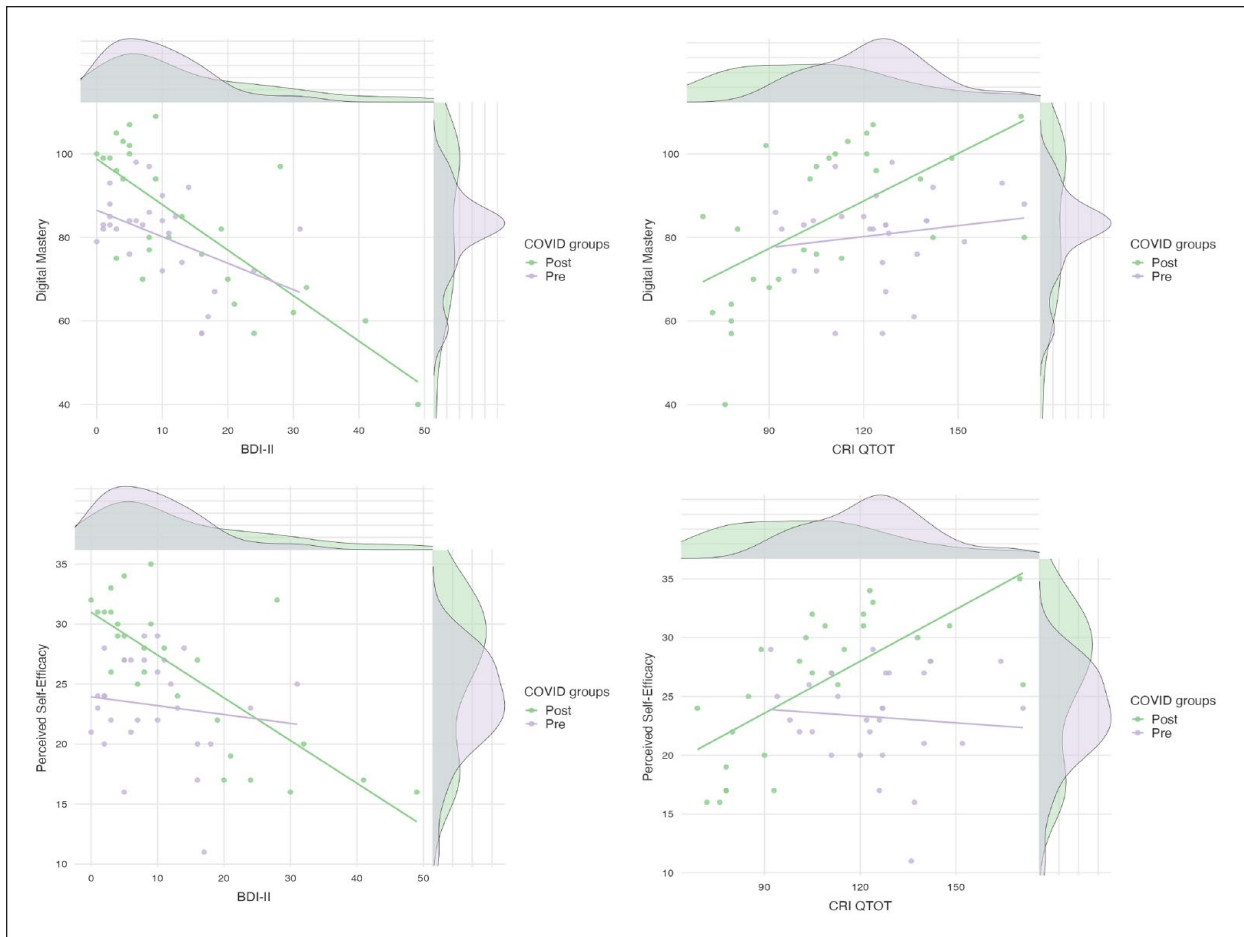 100
80
60
40
Digital Mastery
0 10 20 30 40 50
BDI-II
COVID groups
Post
Pre
100
80
60
40
Digital Mastery
90 120 150
CRI QTOT
COVID groups
Post
Pre
35
30
25
20
15
10
Perceived Self-Efficacy
0 10 20 30 40 50
BDI-II
COVID groups
Post
Pre
35
30
25
20
15
10
Perceived Self-Efficacy
90 120 150
CRI QTOT
COVID groups
Post
Pre